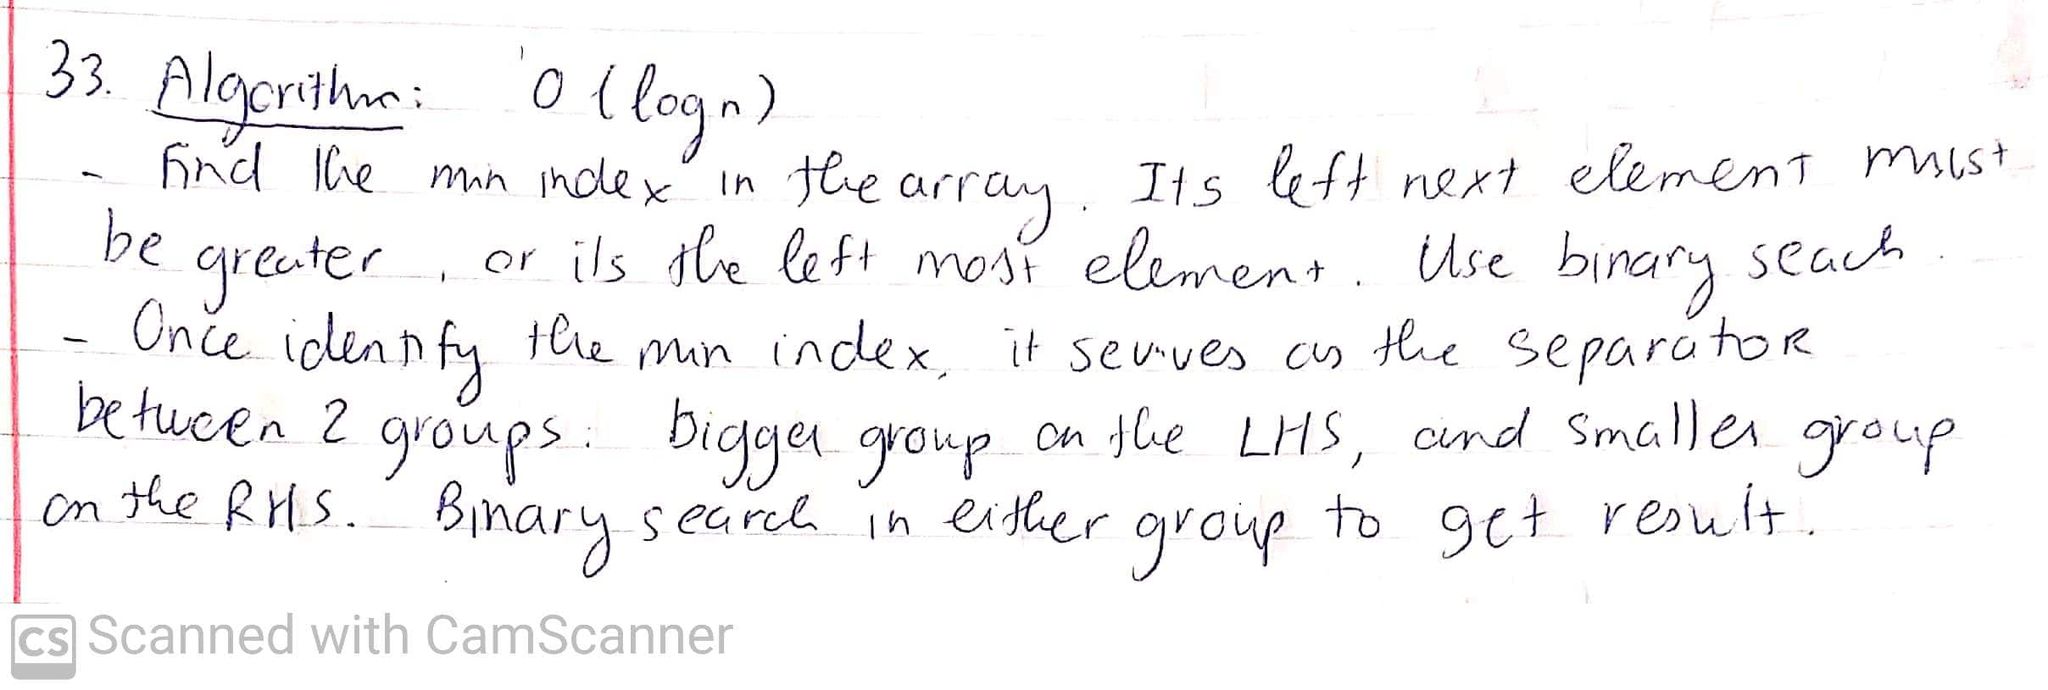 33. Algorithm: O(logn)
- Find the min index in the array. Its left next element must
be greater, or its the left most element. Use binary seach.
- Once identify the min index, it serves as the separatoR
between 2 groups: bigger group on the LHS, and smaller group
on the RHS. Binary search in either group to get result.
CS Scanned with CamScanner